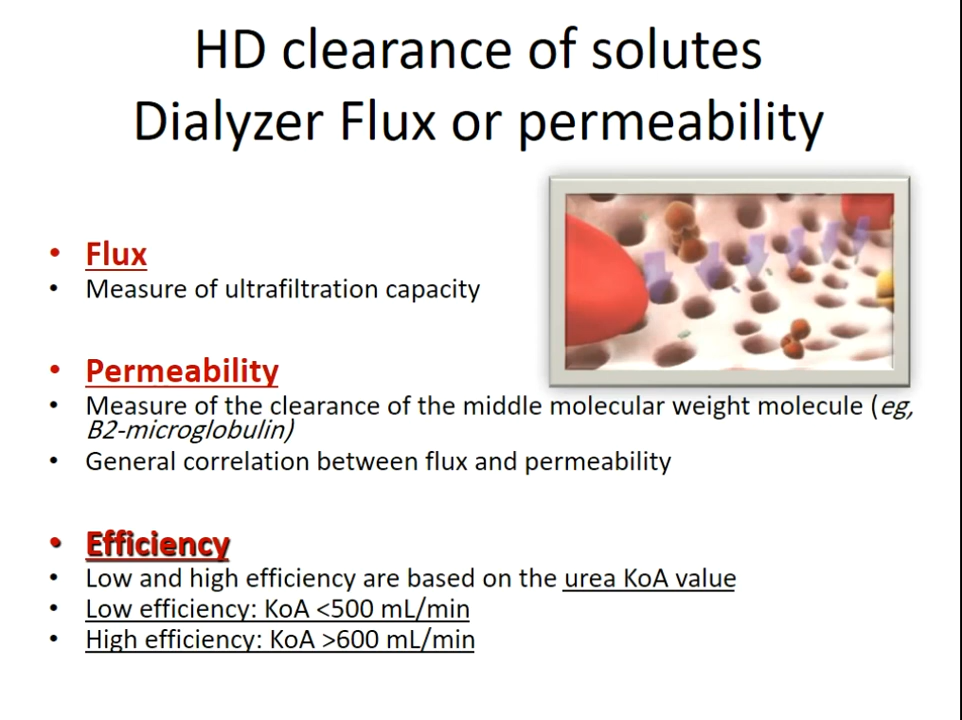 HD clearance of solutes
Dialyzer Flux or permeability
• Flux
• Measure of ultrafiltration capacity
• Permeability
• Measure of the clearance of the middle molecular weight molecule (eg,
B2-microglobulin)
• General correlation between flux and permeability
• Efficiency
• Low and high efficiency are based on the urea KoA value
• Low efficiency: KoA <500 mL/min
• High efficiency: KoA >600 mL/min